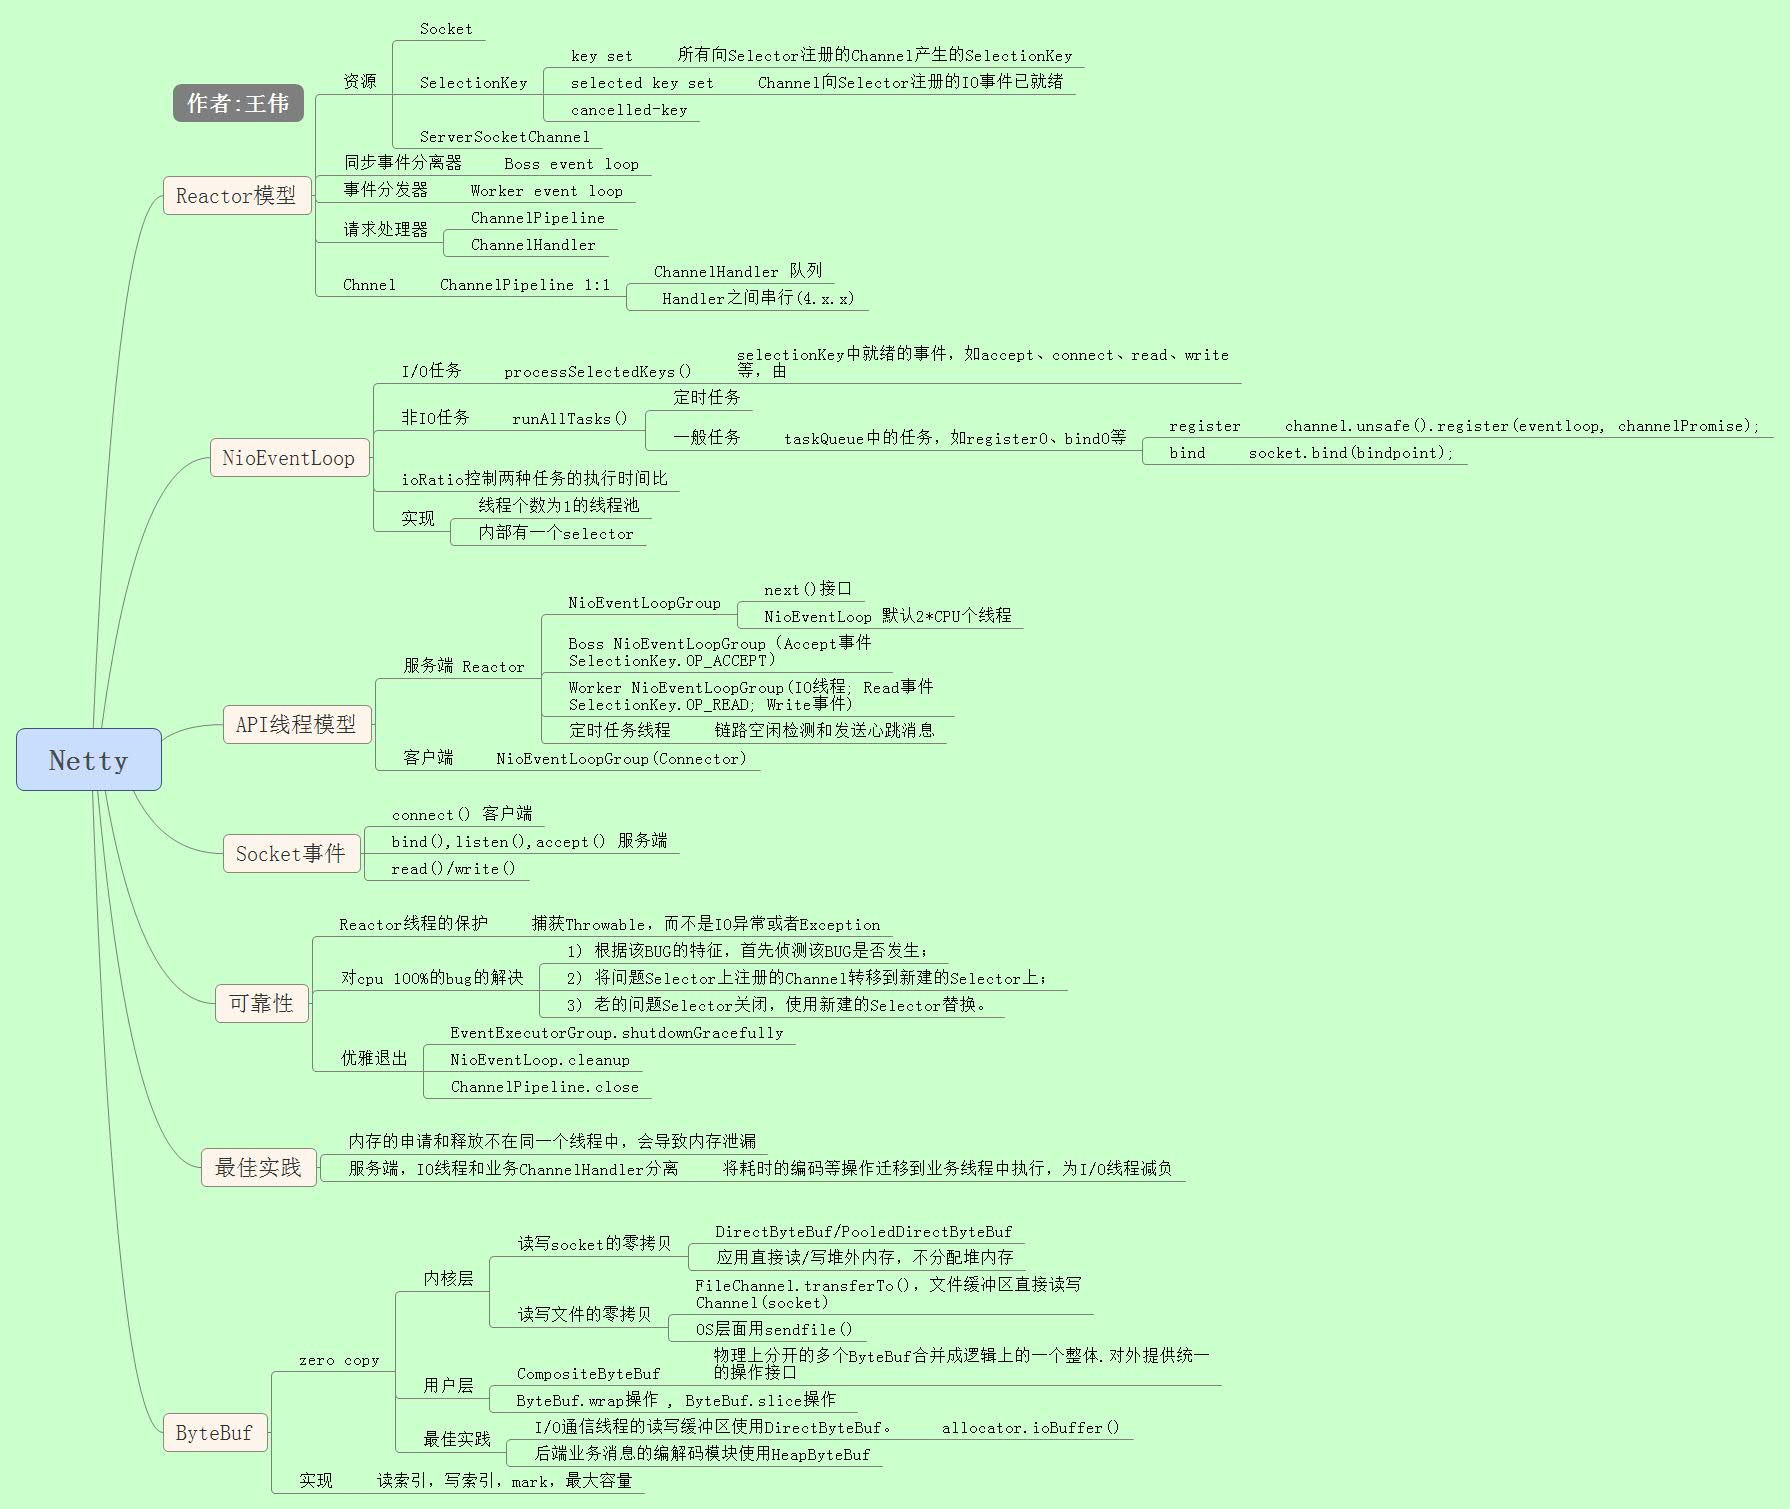 作者:王伟
Netty
Reactor模型
资源
Socket
SelectionKey
key set 所有向Selector注册的Channel产生的SelectionKey
selected key set Channel向Selector注册的IO事件已就绪
cancelled-key
ServerSocketChannel
同步事件分离器 Boss event loop
事件分发器 Worker event loop
请求处理器
ChannelPipeline
ChannelHandler
Chnnel ChannelPipeline 1:1
ChannelHandler 队列
Handler之间串行(4.x.x)
NioEventLoop
I/O任务 processSelectedKeys()
selectionKey中就绪的事件，如accept、connect、read、write
等，由
非IO任务 runAllTasks()
定时任务
一般任务 taskQueue中的任务，如register0、bind0等
register channel.unsafe().register(eventloop, channelPromise);
bind socket.bind(bindpoint);
ioRatio控制两种任务的执行时间比
实现
线程个数为1的线程池
内部有一个selector
API线程模型
服务端 Reactor
NioEventLoopGroup
next()接口
NioEventLoop 默认2*CPU个线程
Boss NioEventLoopGroup (Accept事件
SelectionKey.OP_ACCEPT)
Worker NioEventLoopGroup(IO线程; Read事件
SelectionKey.OP_READ; Write事件)
定时任务线程 链路空闲检测和发送心跳消息
客户端 NioEventLoopGroup(Connector)
Socket事件
connect() 客户端
bind(),listen(),accept() 服务端
read()/write()
可靠性
Reactor线程的保护 捕获Throwable，而不是IO异常或者Exception
对cpu 100%的bug的解决
1) 根据该BUG的特征，首先侦测该BUG是否发生；
2) 将问题Selector上注册的Channel转移到新建的Selector上；
3) 老的问题Selector关闭，使用新建的Selector替换。
优雅退出
EventExecutorGroup.shutdownGracefully
NioEventLoop.cleanup
ChannelPipeline.close
最佳实践
内存的申请和释放不在同一个线程中，会导致内存泄漏
服务端，IO线程和业务ChannelHandler分离 将耗时的编码等操作迁移到业务线程中执行，为I/O线程减负
ByteBuf
zero copy
内核层
读写socket的零拷贝
DirectByteBuf/PooledDirectByteBuf
应用直接读/写堆外内存，不分配堆内存
读写文件的零拷贝
FileChannel.transferTo()，文件缓冲区直接读写
Channel(socket)
OS层面用sendfile()
用户层
CompositeByteBuf
物理上分开的多个ByteBuf合并成逻辑上的一个整体.对外提供统一
的操作接口
ByteBuf.wrap操作 , ByteBuf.slice操作
最佳实践
I/O通信线程的读写缓冲区使用DirectByteBuf。 allocator.ioBuffer()
后端业务消息的编解码模块使用HeapByteBuf
实现 读索引，写索引，mark，最大容量